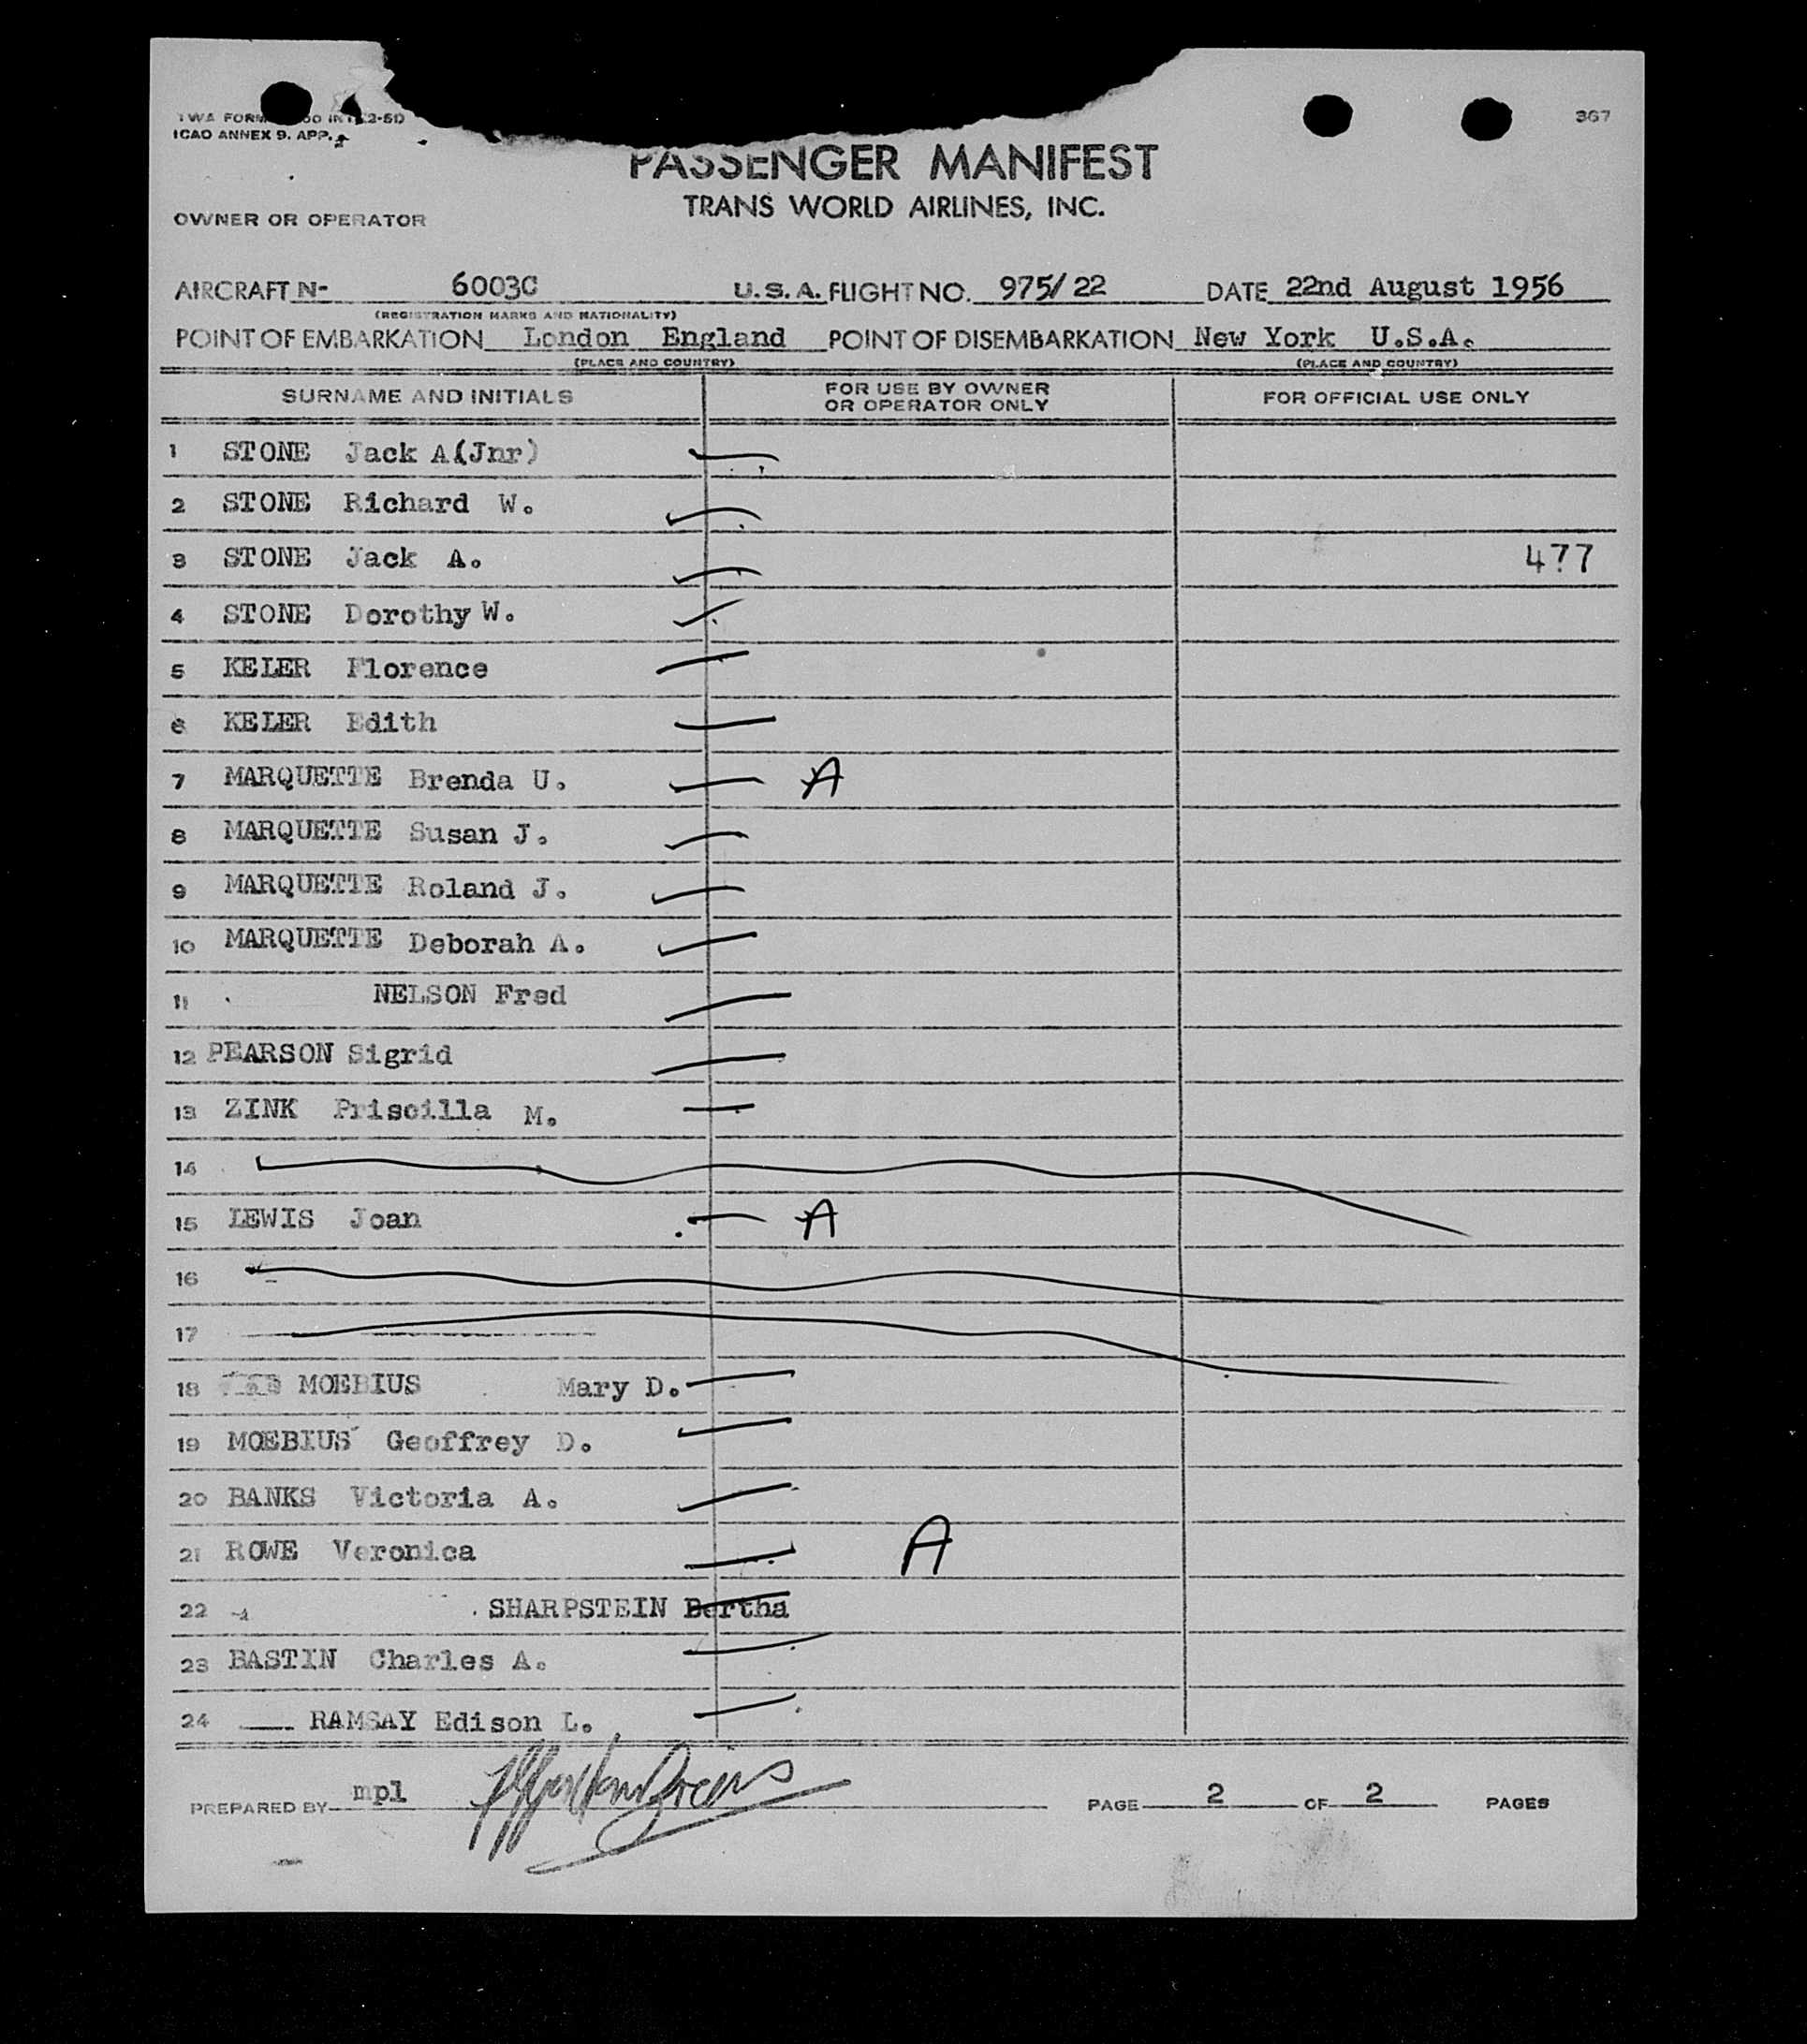 367
TWA FORM
ICAO ANNEX 9. APP. 2
PASSENGER MANIFEST
TRANS WORLD AIRLINES, INC.
OWNER OR OPERATOR
AIRCRAFT N- 6003C U.S.A. FLIGHT NO. 975/22 DATE 22nd August 1956
(REGISTRATION MARKS AND NATIONALITY)
POINT OF EMBARKATION London England POINT OF DISEMBARKATION New York U.S.A.
(PLACE AND COUNTRY) (PLACE AND COUNTRY)
SURNAME AND INITIALS FOR USE BY OWNER OR OPERATOR ONLY FOR OFFICIAL USE ONLY
1 STONE Jack A(Jnr)
2 STONE Richard W.
3 STONE Jack A. 477
4 STONE Dorothy W.
5 KELER Florence
6 KELER Edith
7 MARQUETTE Brenda U. A
8 MARQUETTE Susan J.
9 MARQUETTE Roland J.
10 MARQUETTE Deborah A.
11 NELSON Fred
12 PEARSON Sigrid
13 ZINK Priscilla M.
14
15 LEWIS Joan A
16
17
18 MOEBIUS Mary D.
19 MOEBIUS Geoffrey D.
20 BANKS Victoria A.
21 ROWE Veronica A
22 SHARPSTEIN Bertha
23 BASTIN Charles A.
24 RAMSAY Edison L.
PREPARED BY mpl PAGE 2 OF 2 PAGES